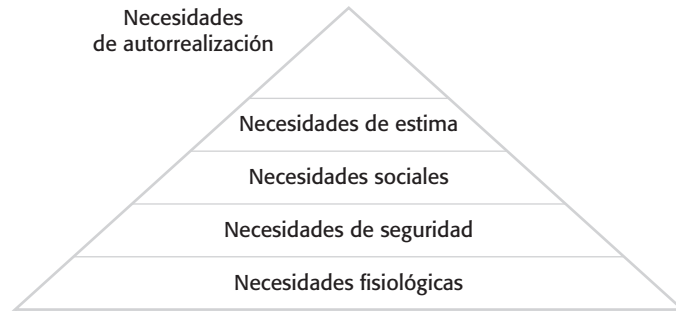 Necesidades
de autorrealización
Necesidades de estima
Necesidades sociales
Necesidades de seguridad
Necesidades fisiológicas